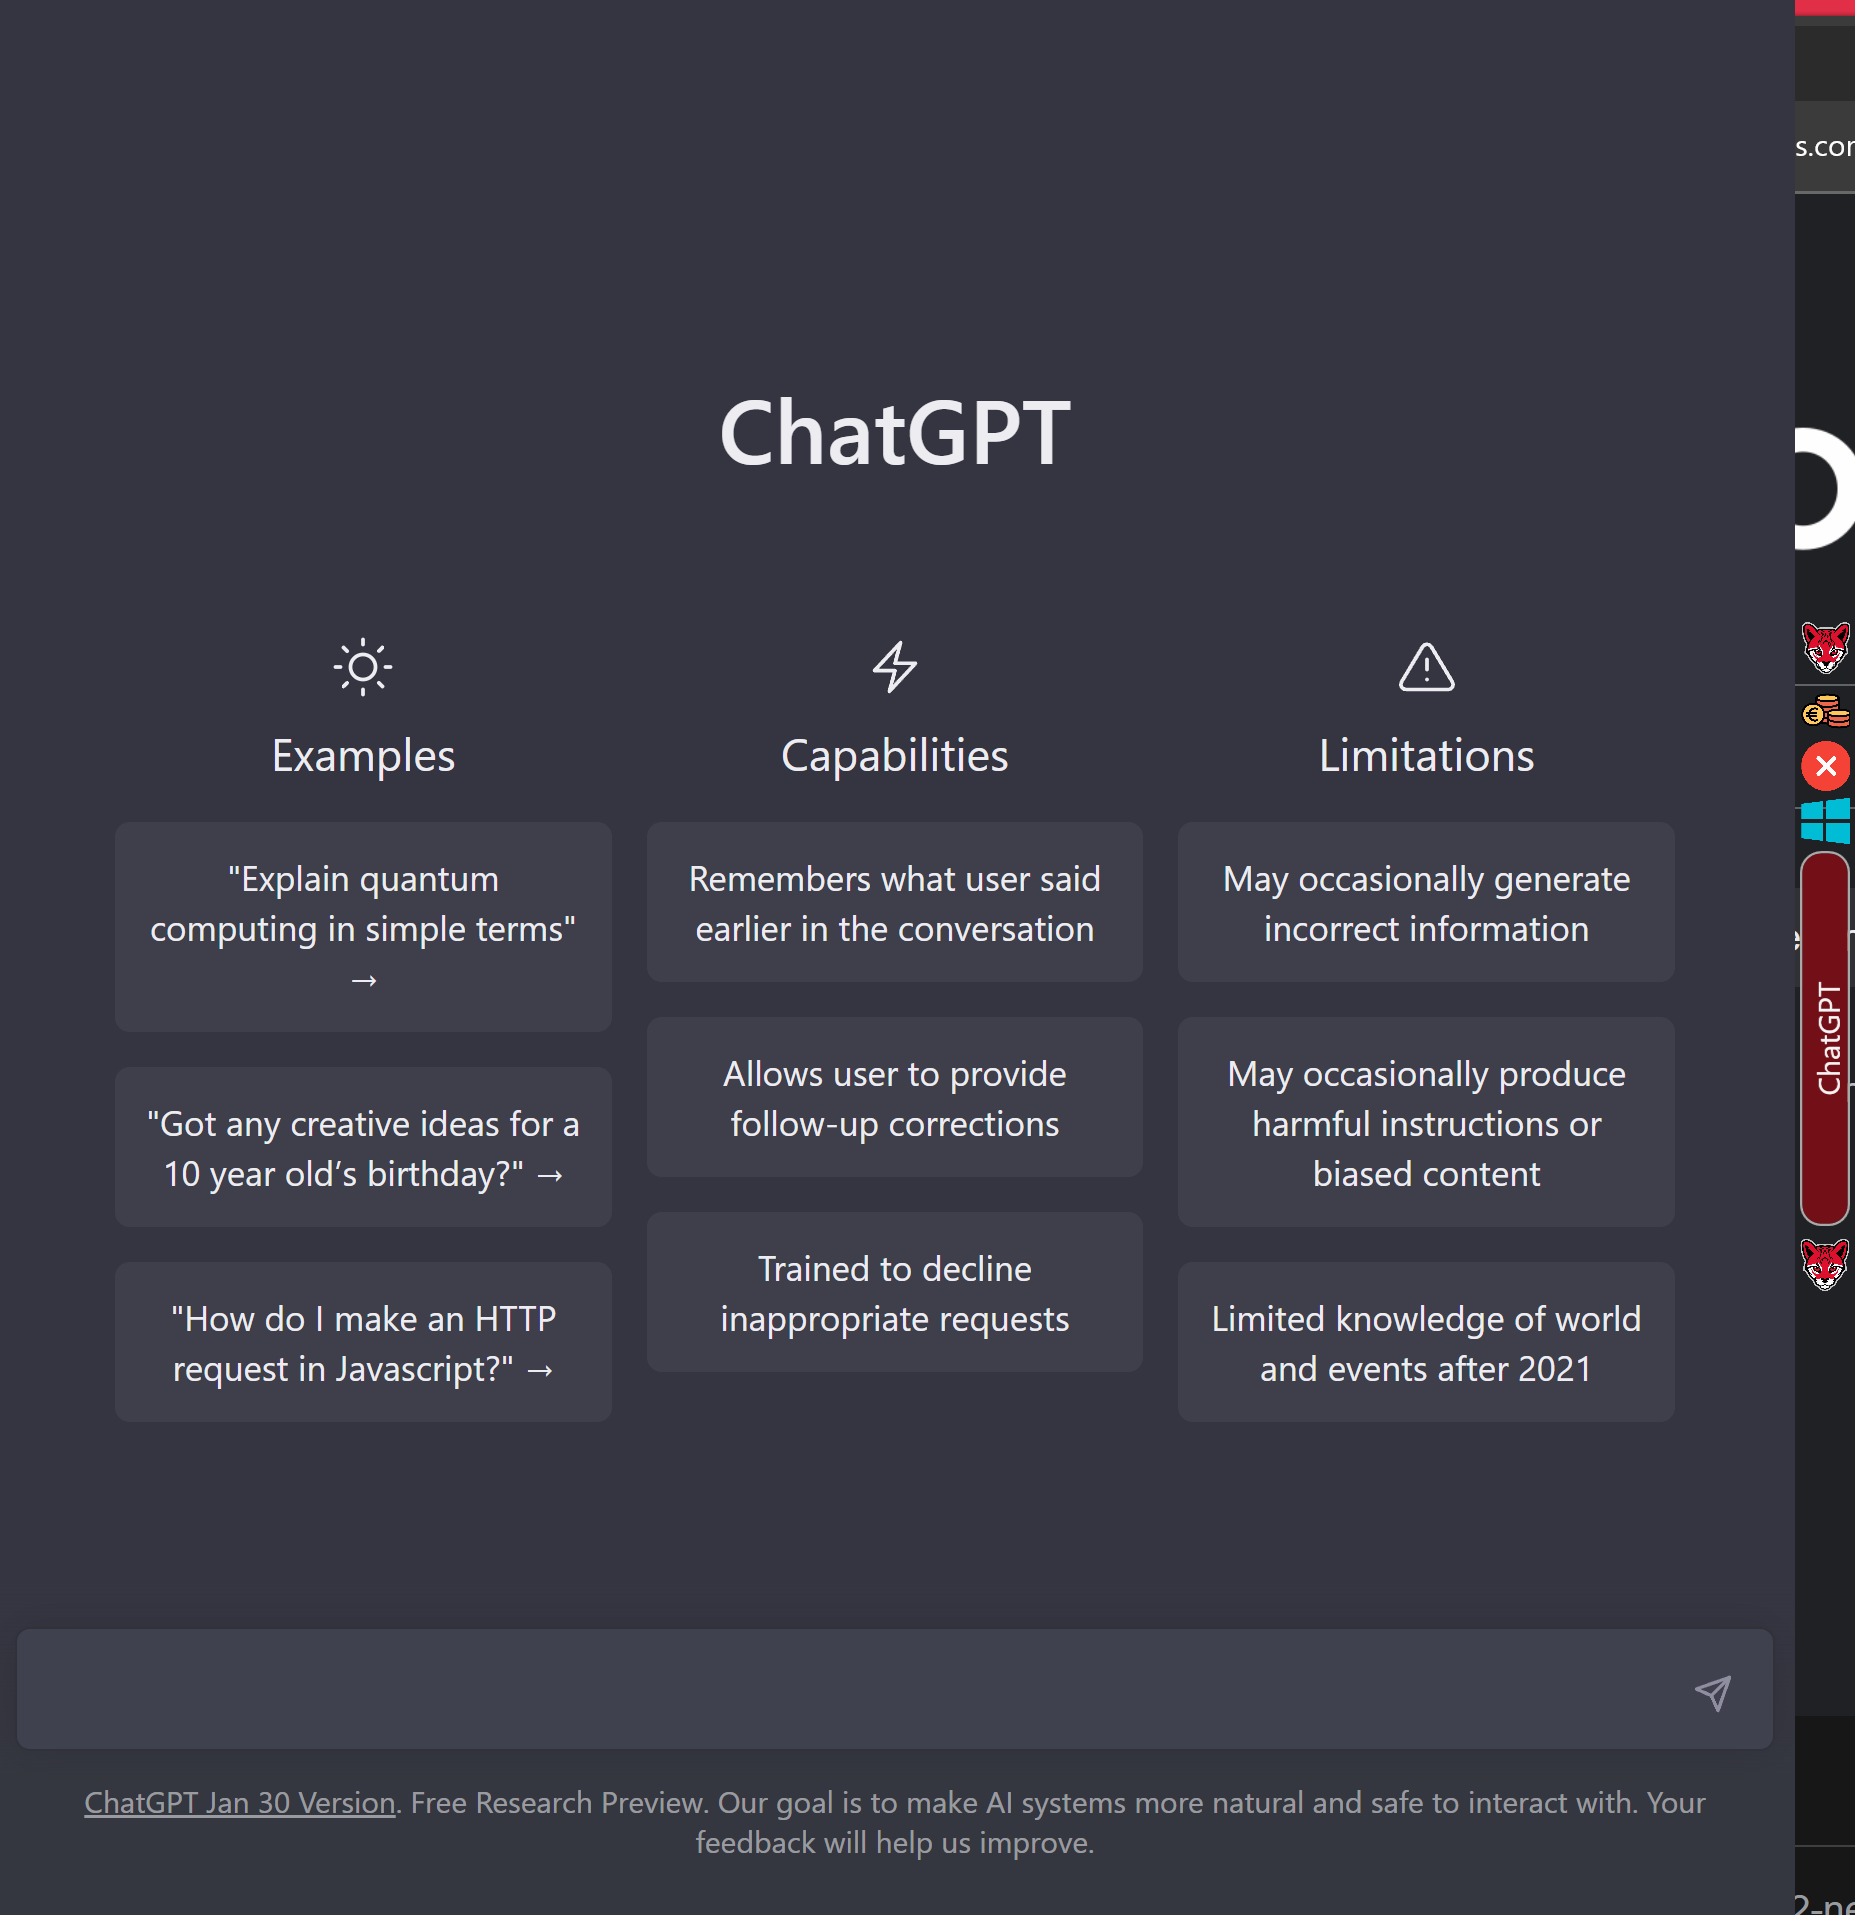 s.cor
ChatGPT
Examples
"Explain quantum
computing in simple terms"
→
"Got any creative ideas for a
10 year old’s birthday?" →
"How do I make an HTTP
request in Javascript?" →
Capabilities
Remembers what user said
earlier in the conversation
Allows user to provide
follow-up corrections
Trained to decline
inappropriate requests
Limitations
May occasionally generate
incorrect information
May occasionally produce
harmful instructions or
biased content
Limited knowledge of world
and events after 2021
ChatGPT
ChatGPT Jan 30 Version. Free Research Preview. Our goal is to make AI systems more natural and safe to interact with. Your
feedback will help us improve.
2-ne